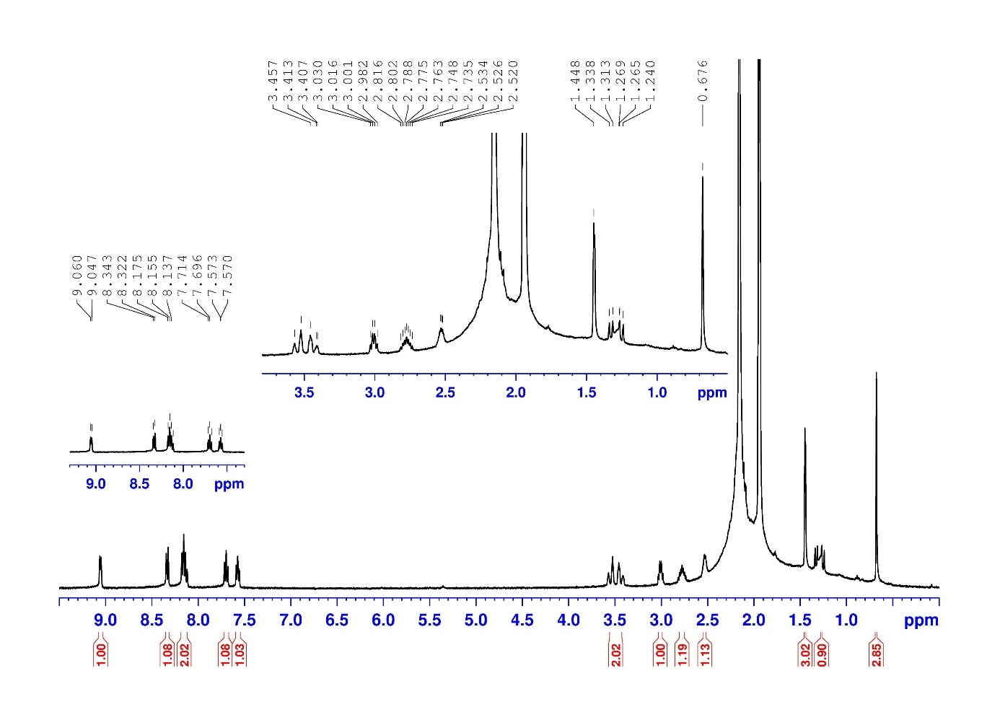 3.457 3.413 3.407 3.030 3.016 3.001 2.982 2.816 2.802 2.788 2.775 2.763 2.748 2.735 2.534 2.526 2.520 1.448 1.338 1.313 1.269 1.265 1.240 0.676
9.060 9.047 8.343 8.322 8.175 8.155 8.137 7.714 7.696 7.573 7.570
3.5 3.0 2.5 2.0 1.5 1.0 ppm
9.0 8.5 8.0 ppm
9.0 8.5 8.0 7.5 7.0 6.5 6.0 5.5 5.0 4.5 4.0 3.5 3.0 2.5 2.0 1.5 1.0 ppm
1.00 1.08 2.02 1.08 1.03 2.02 1.00 1.19 1.13 3.02 0.90 2.85